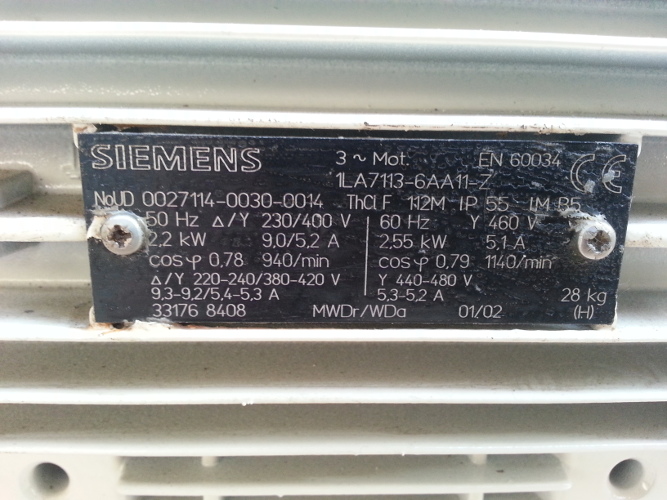 SIEMENS 3 ~ Mot. EN 60034
1LA7113-6AA11-Z CE
NoUD 0027114-0030-0014 ThCl.F 112M IP 55 IM B5
50 Hz Δ/Y 230/400 V 60 Hz Y 460 V
2.2 kW 9.0/5.2 A 2.55 kW 5.1 A
cosφ 0,78 940/min cosφ 0,79 1140/min
Δ/Y 220-240/380-420 V Y 440-480 V
9,3-9,2/5,4-5,3 A 5,3-5,2 A 28 kg
33176 8408 MWDr/WDa 01/02 (H)